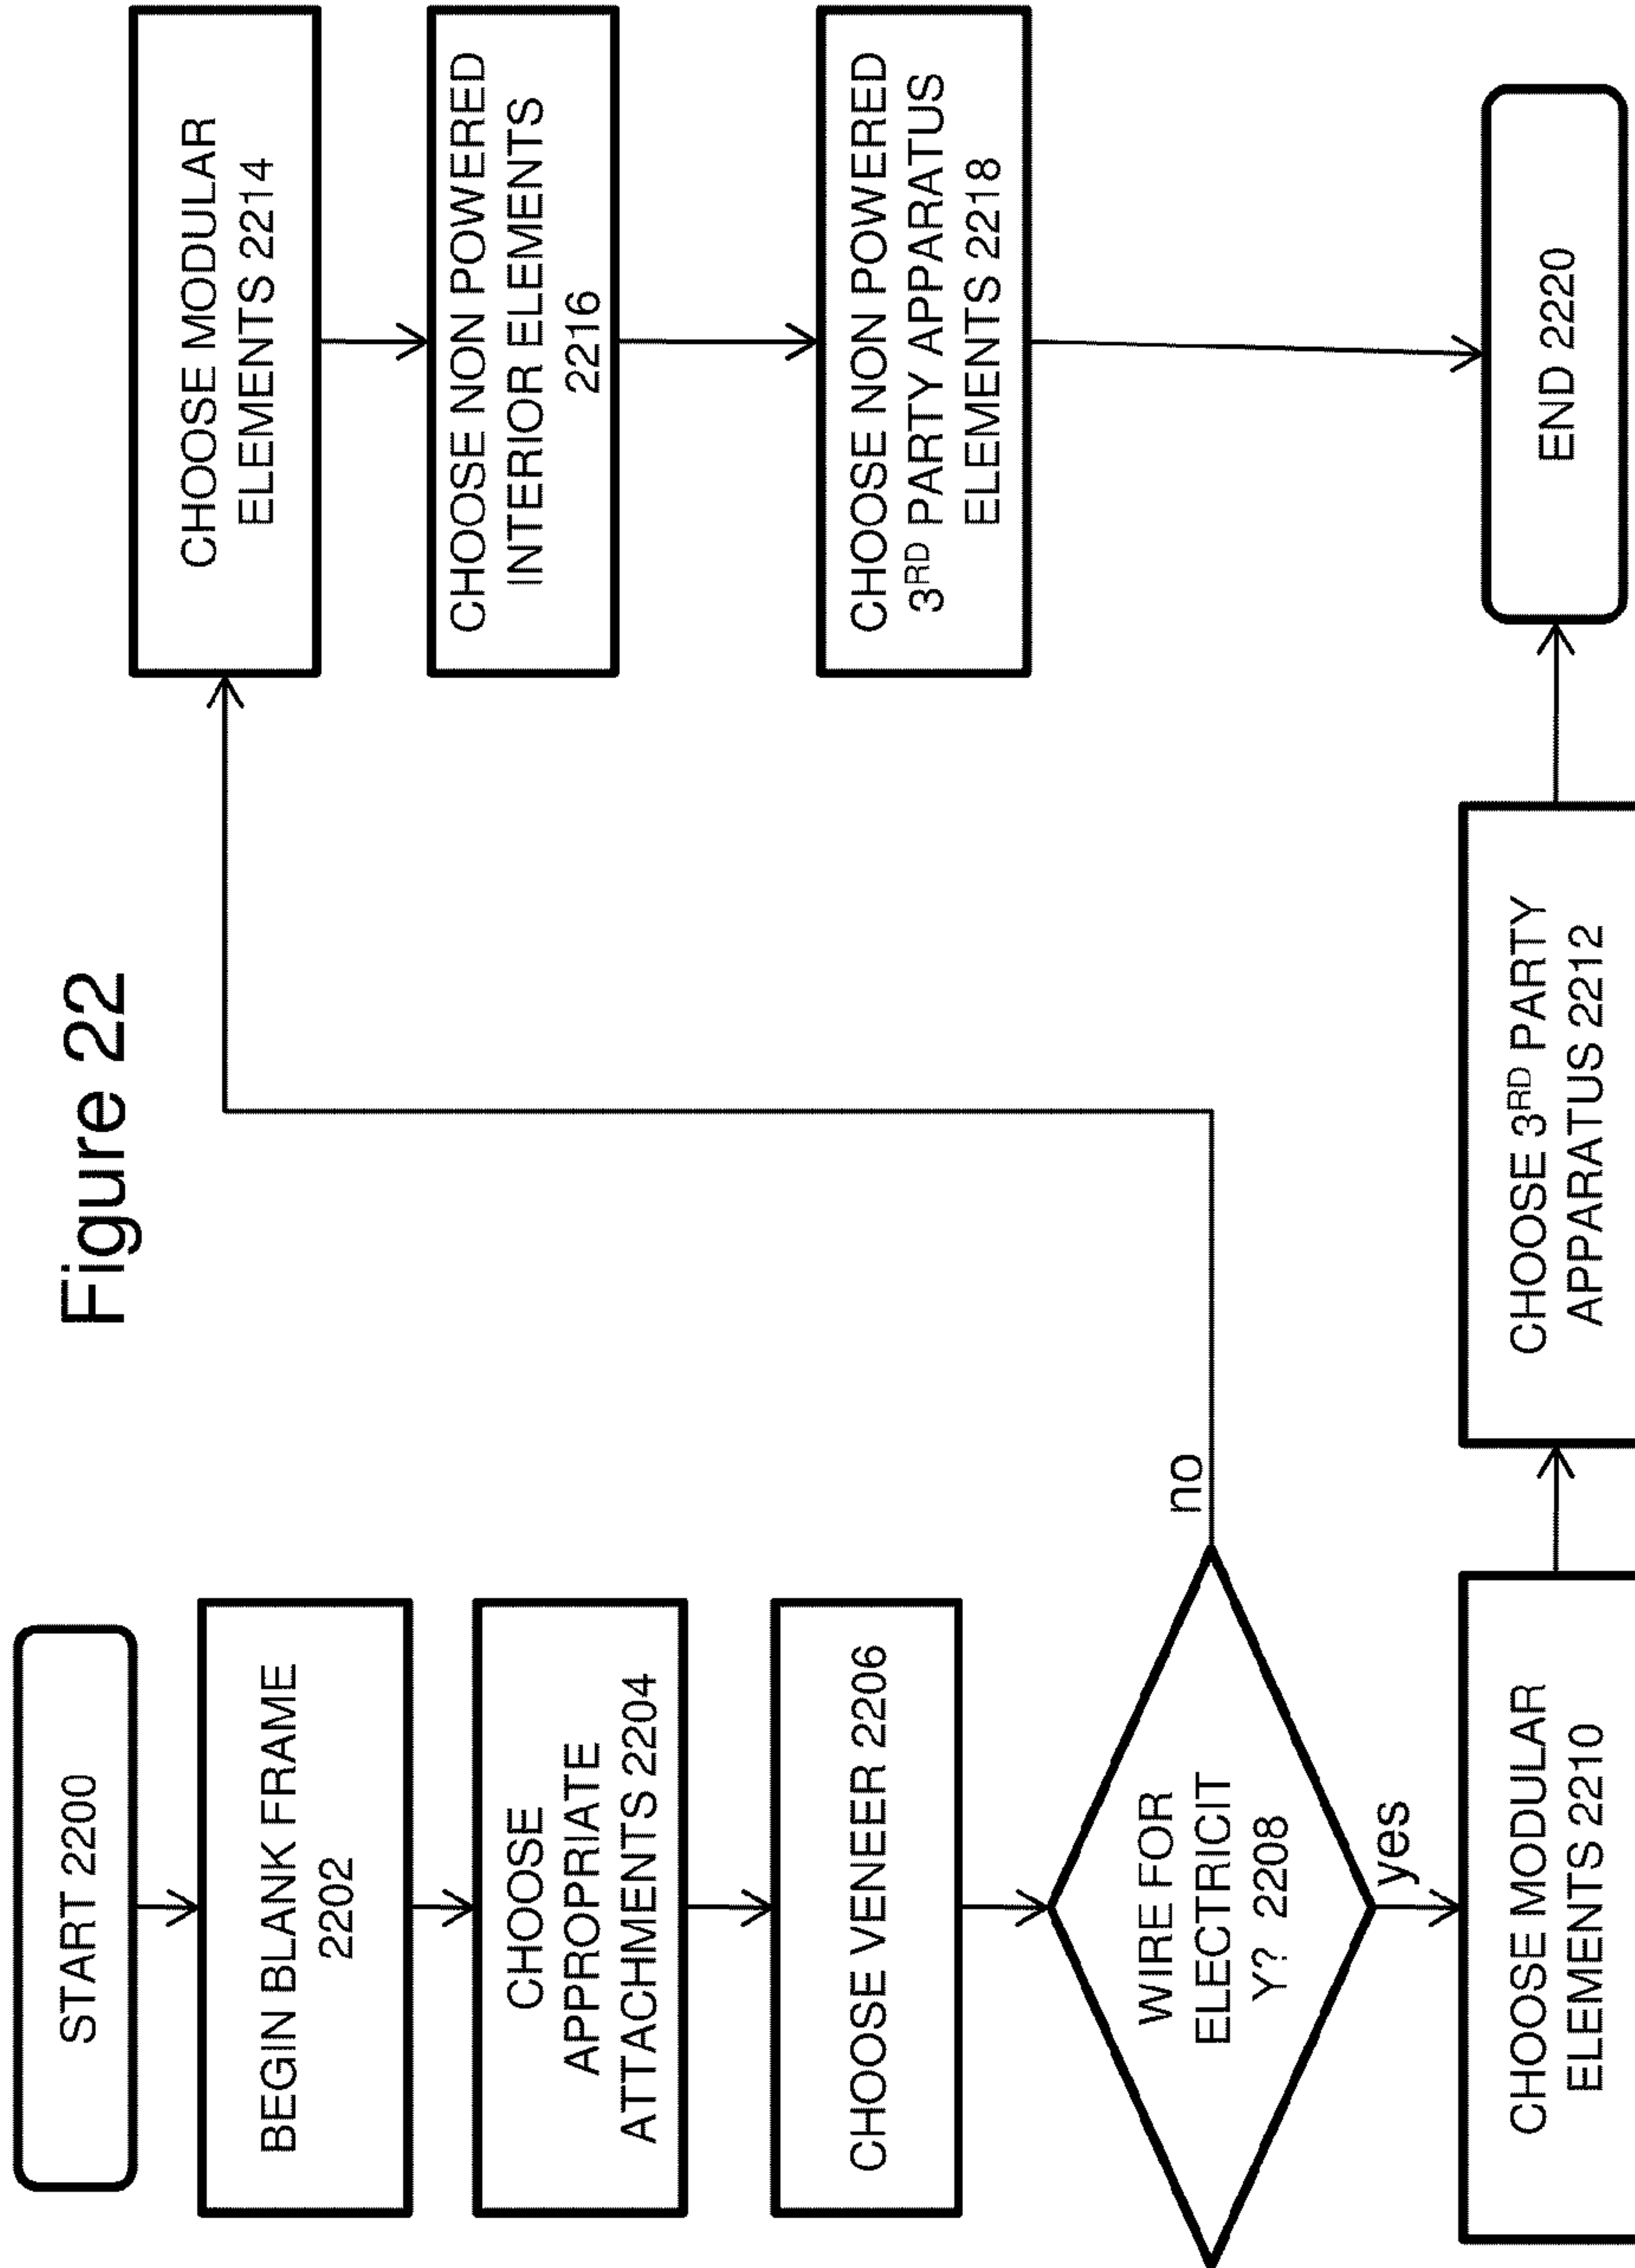 Figure 22
START 2200
BEGIN BLANK FRAME
2202
CHOOSE
APPROPRIATE
ATTACHMENTS 2204
CHOOSE VENEER 2206
WIRE FOR
ELECTRICIT
Y? 2208
no
yes
CHOOSE MODULAR
ELEMENTS 2210
CHOOSE 3RD PARTY
APPARATUS 2212
CHOOSE MODULAR
ELEMENTS 2214
CHOOSE NON POWERED
INTERIOR ELEMENTS
2216
CHOOSE NON POWERED
3RD PARTY APPARATUS
ELEMENTS 2218
END 2220